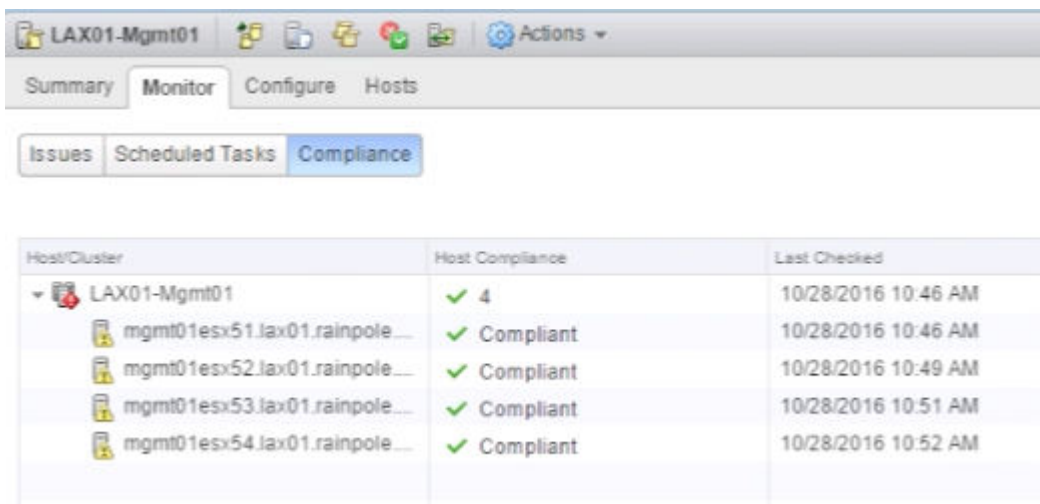 LAX01-Mgmt01 Actions
Summary Monitor Configure Hosts
Issues Scheduled Tasks Compliance
Host/Cluster Host Compliance Last Checked
LAX01-Mgmt01 4 10/28/2016 10:46 AM
mgmt01esx51.lax01.rainpole.... Compliant 10/28/2016 10:46 AM
mgmt01esx52.lax01.rainpole.... Compliant 10/28/2016 10:49 AM
mgmt01esx53.lax01.rainpole.... Compliant 10/28/2016 10:51 AM
mgmt01esx54.lax01.rainpole.... Compliant 10/28/2016 10:52 AM